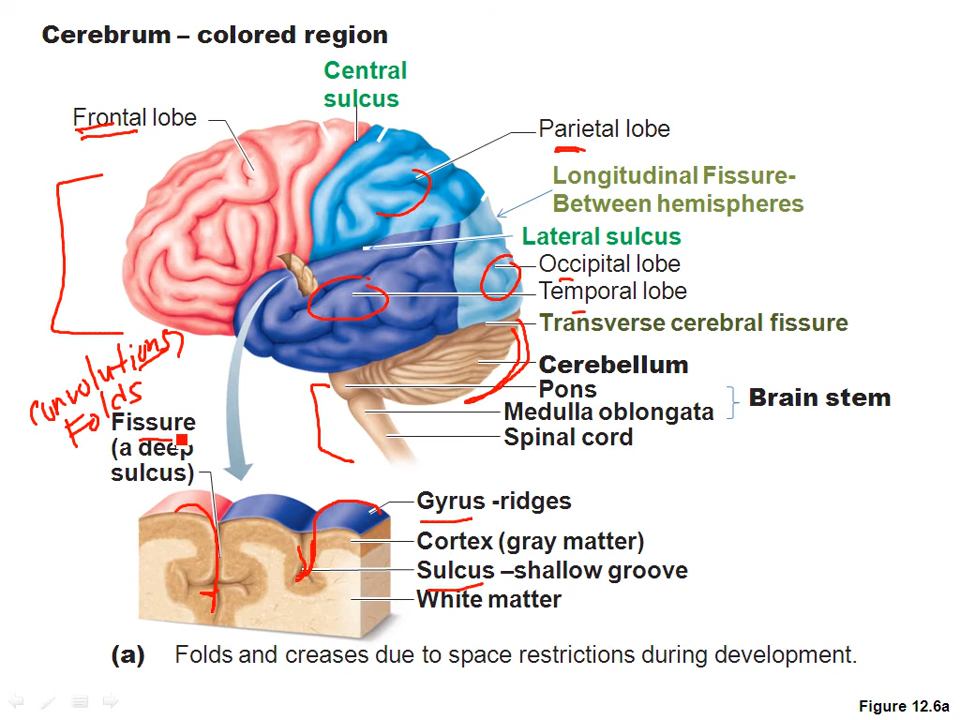 Cerebrum – colored region
Central
sulcus
Frontal lobe
Parietal lobe
Longitudinal Fissure-
Between hemispheres
Lateral sulcus
Occipital lobe
Temporal lobe
Transverse cerebral fissure
Cerebellum
Pons
Medulla oblongata
Brain stem
Spinal cord
convolutions
Folds
Fissure
(a deep
sulcus)
Gyrus -ridges
Cortex (gray matter)
Sulcus –shallow groove
White matter
(a) Folds and creases due to space restrictions during development.
Figure 12.6a